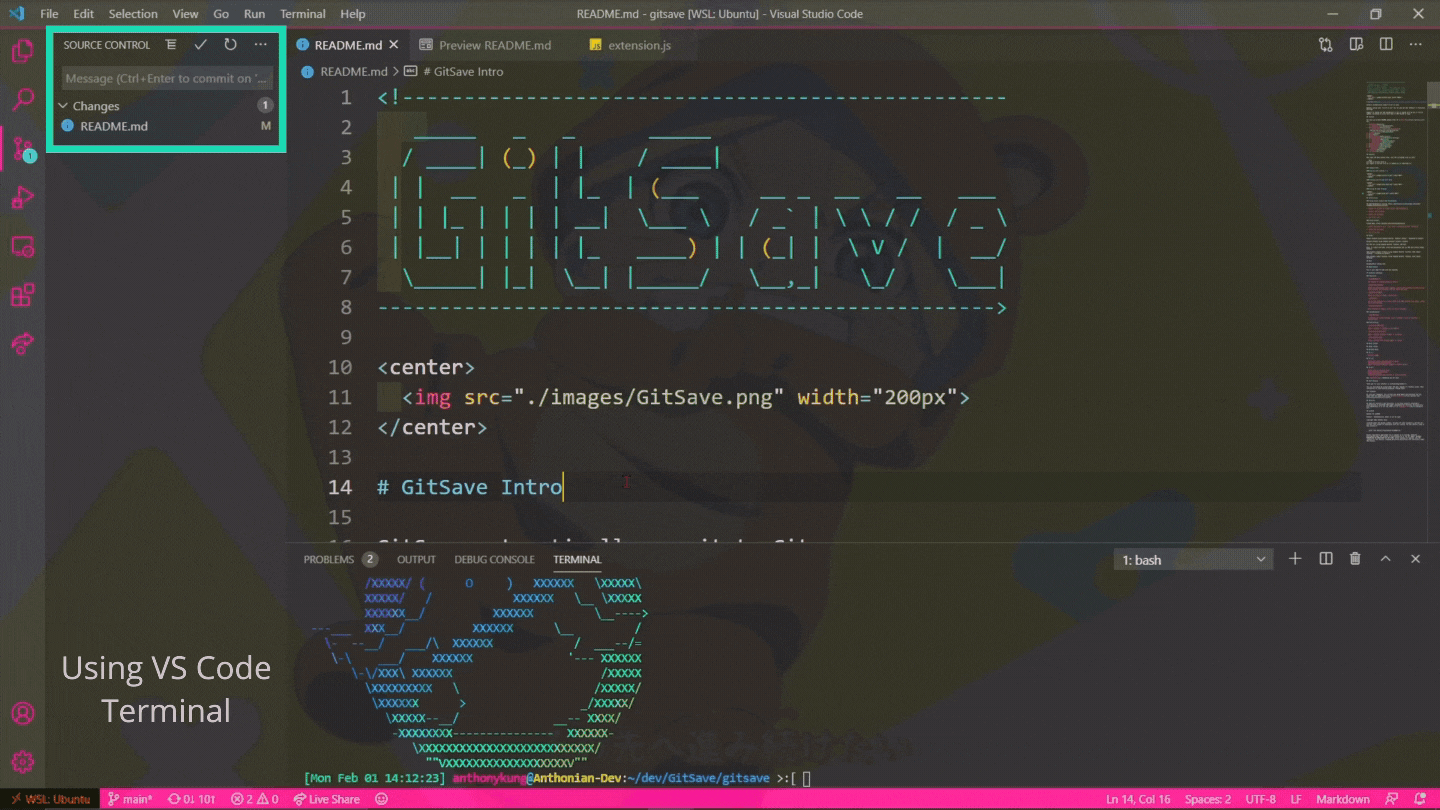 File Edit Selection View Go Run Terminal Help README.md - gitsave [WSL: Ubuntu] - Visual Studio Code
SOURCE CONTROL
Message (Ctrl+Enter to commit on '...
Changes 1
README.md M
1
README.md Preview README.md extension.js
README.md > # GitSave Intro
1 <!--------------------------------------------------
2
3
4
5
6
7
8 --------------------------------------------------->
9
10 <center>
11 <img src="./images/GitSave.png" width="200px">
12 </center>
13
14 # GitSave Intro
15
PROBLEMS 2 OUTPUT DEBUG CONSOLE TERMINAL 1: bash
Using VS Code
Terminal
[Mon Feb 01 14:12:23] anthonykung@Anthonian-Dev:~/dev/GitSave/gitsave >:[
WSL: Ubuntu main* 0↓ 10↑ 2 0 Live Share Ln 14, Col 16 Spaces: 2 UTF-8 LF Markdown